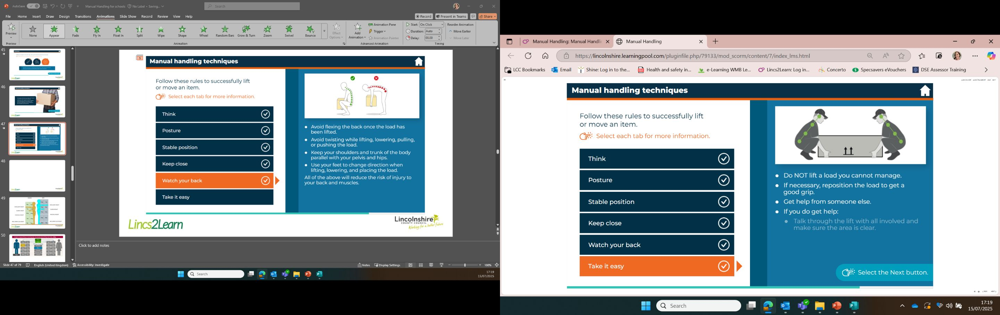 AutoSave
Manual Handling for schools
No Label • Saving...
Search
File Home Insert Draw Design Transitions Animations Slide Show Record Review View Help
Record Present in Teams Share
Preview
None Appear Fade Fly In Float In Split Wipe Shape Wheel Random Bars Grow & Turn Zoom Swivel Bounce
Effect Options
Add Animation
Animation Pane
Trigger
Animation Painter
Start: On Click
Duration: Auto
Delay: 00.00
Reorder Animation
Move Earlier
Move Later
Preview Animation Advanced Animation Timing
45
46
47
48
49
50
5
Manual handling techniques
Follow these rules to successfully lift
or move an item.
Select each tab for more information.
Think
Posture
Stable position
Keep close
Watch your back
Take it easy
• Avoid flexing the back once the load has
been lifted.
• Avoid twisting while lifting, lowering, pulling,
or pushing the load.
• Keep your shoulders and trunk of the body
parallel with your pelvis and hips.
• Use your feet to change direction when
lifting, lowering, and placing the load.
All of the above will reduce the risk of injury to
your back and muscles.
Lincs2Learn
Lincolnshire
COUNTY COUNCIL
Working for a better future
Click to add notes
Slide 47 of 79 English (United Kingdom) Accessibility: Investigate
Notes Display Settings 100%
Search
17:19
15/07/2025
Manual Handling: Manual Handli
Manual Handling
https://lincolnshire.learningpool.com/pluginfile.php/79133/mod_scorm/content/7/index_lms.html
LCC Bookmarks Email Shine: Log in to the... Health and safety in... e-Learning WMB Le... Lincs2Learn: Log in... Concerto Specsavers eVouchers DSE Assessor Training
Manual handling techniques
Follow these rules to successfully lift
or move an item.
Select each tab for more information.
Think
Posture
Stable position
Keep close
Watch your back
Take it easy
• Do NOT lift a load you cannot manage.
• If necessary, reposition the load to get a
good grip.
• Get help from someone else.
• If you do get help:
• Talk through the lift with all involved and
make sure the area is clear.
Select the Next button.
Search
17:19
15/07/2025